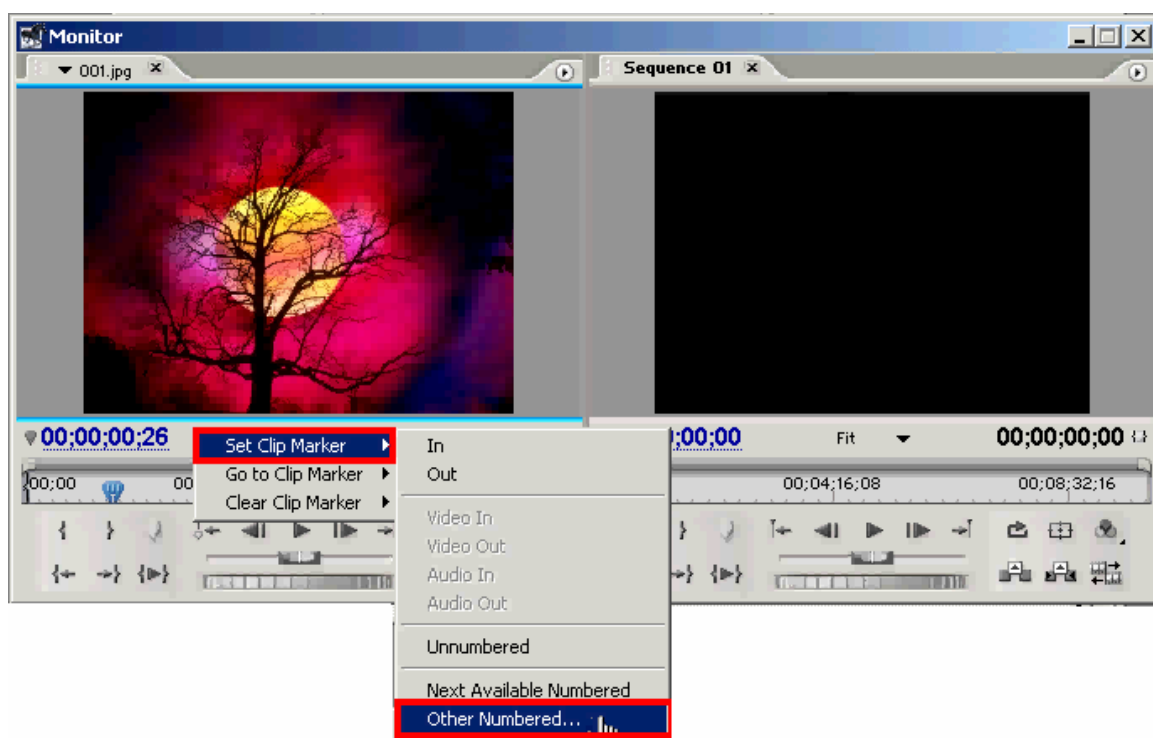 Monitor
001.jpg
Sequence 01
00;00;00;26
;00;00
Fit
00;00;00;00
00;00
00
00;04;16;08
00;08;32;16
Set Clip Marker
Go to Clip Marker
Clear Clip Marker
In
Out
Video In
Video Out
Audio In
Audio Out
Unnumbered
Next Available Numbered
Other Numbered...